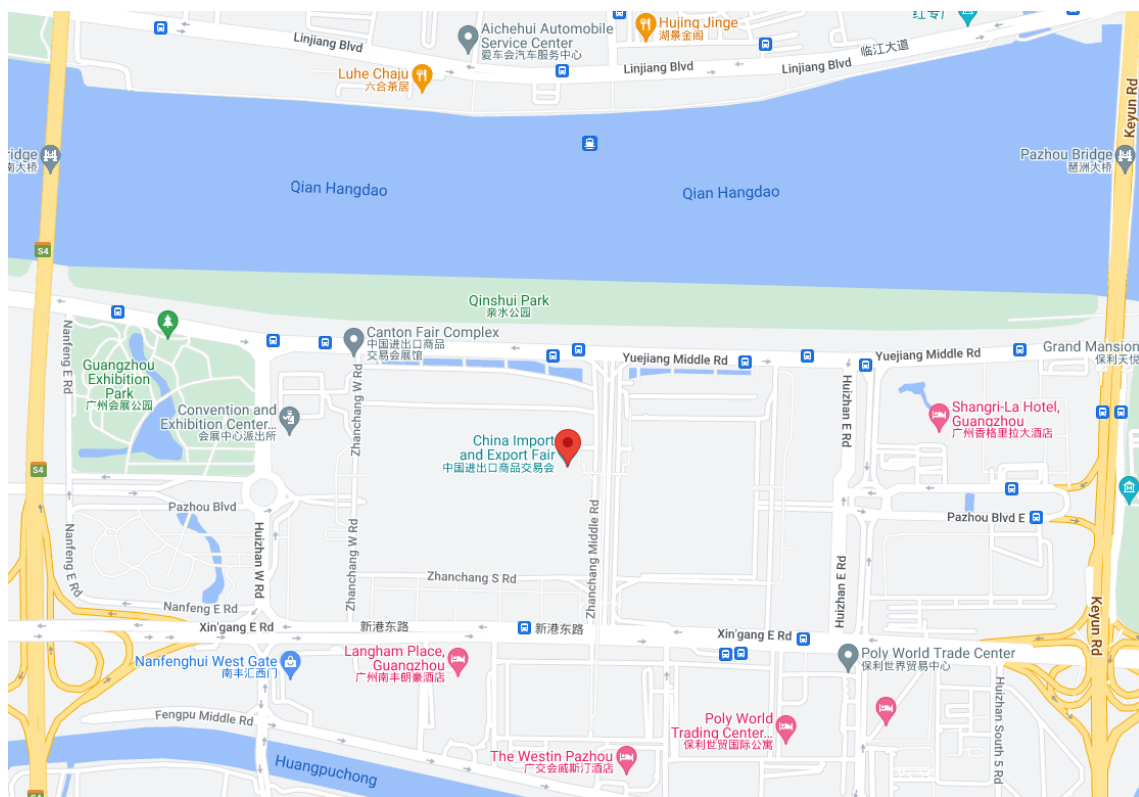 Linjiang Blvd
Aichehui Automobile
Service Center
爱车会汽车服务中心
Hujing Jinge
湖景金阁
Linjiang Blvd
Linjiang Blvd
临江大道
Luhe Chaju
六合茶居
Keyun Rd
ridge
南大桥
Pazhou Bridge
琶洲大桥
Qian Hangdao
Qian Hangdao
S4
Qinshui Park
亲水公园
Canton Fair Complex
中国进出口商品
交易会展馆
Yuejiang Middle Rd
Yuejiang Middle Rd
Grand Mansion
保利天悦
Nanfeng E Rd
Guangzhou
Exhibition
Park
广州会展公园
Zhanchang W Rd
Huizhan E Rd
Convention and
Exhibition Center...
会展中心派出所
Shangri-La Hotel,
Guangzhou
广州香格里拉大酒店
China Import
and Export Fair
中国进出口商品交易会
S4
Pazhou Blvd
Pazhou Blvd E
Nanfeng E Rd
Huizhan W Rd
Zhanchang W Rd
Zhanchang Middle Rd
Huizhan E Rd
Zhanchang S Rd
Nanfeng E Rd
Xin'gang E Rd
新港东路
新港东路
Xin'gang E Rd
Keyun Rd
Nanfenghui West Gate
南丰汇西门
Langham Place,
Guangzhou
广州南丰朗豪酒店
Poly World Trade Center
保利世界贸易中心
Fengpu Middle Rd
Poly World
Trading Center...
保利世贸国际公寓
Huizhan South 5 Rd
The Westin Pazhou
广交会威斯汀酒店
Huangpuchong
S4